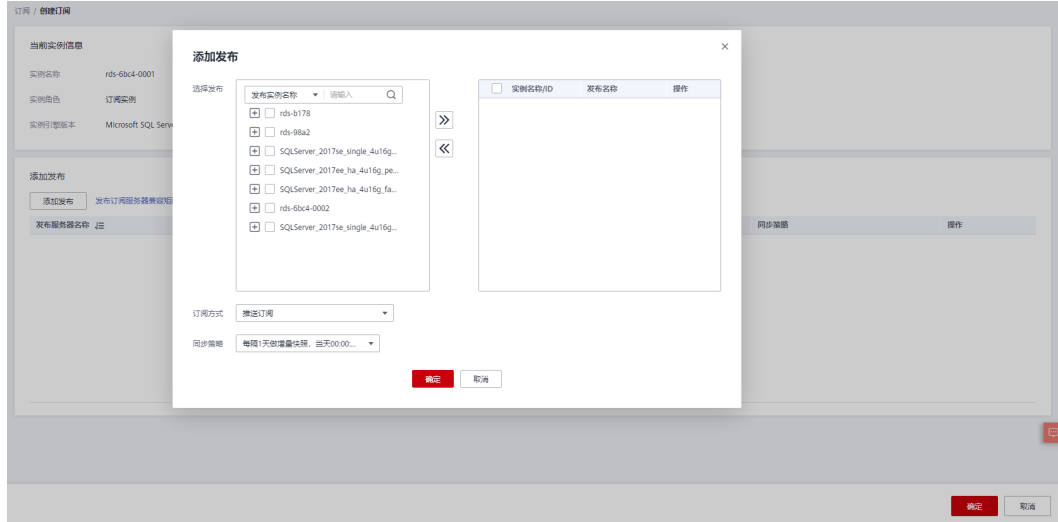 订阅 / 创建订阅
当前实例信息
实例名称 rds-6bc4-0001
实例角色 订阅实例
实例引擎版本 Microsoft SQL Serv
添加发布
添加发布 发布订阅服务器兼容矩
发布服务器名称
同步策略
操作
添加发布
选择发布
发布实例名称 请输入
rds-b178
rds-98a2
SQLServer_2017se_single_4u16g...
SQLServer_2017ee_ha_4u16g_pe...
SQLServer_2017ee_ha_4u16g_fa...
rds-6bc4-0002
SQLServer_2017se_single_4u16g...
实例名称/ID 发布名称 操作
订阅方式 推送订阅
同步策略 每隔1天做增量快照，当天00:00:...
确定 取消
确定 取消